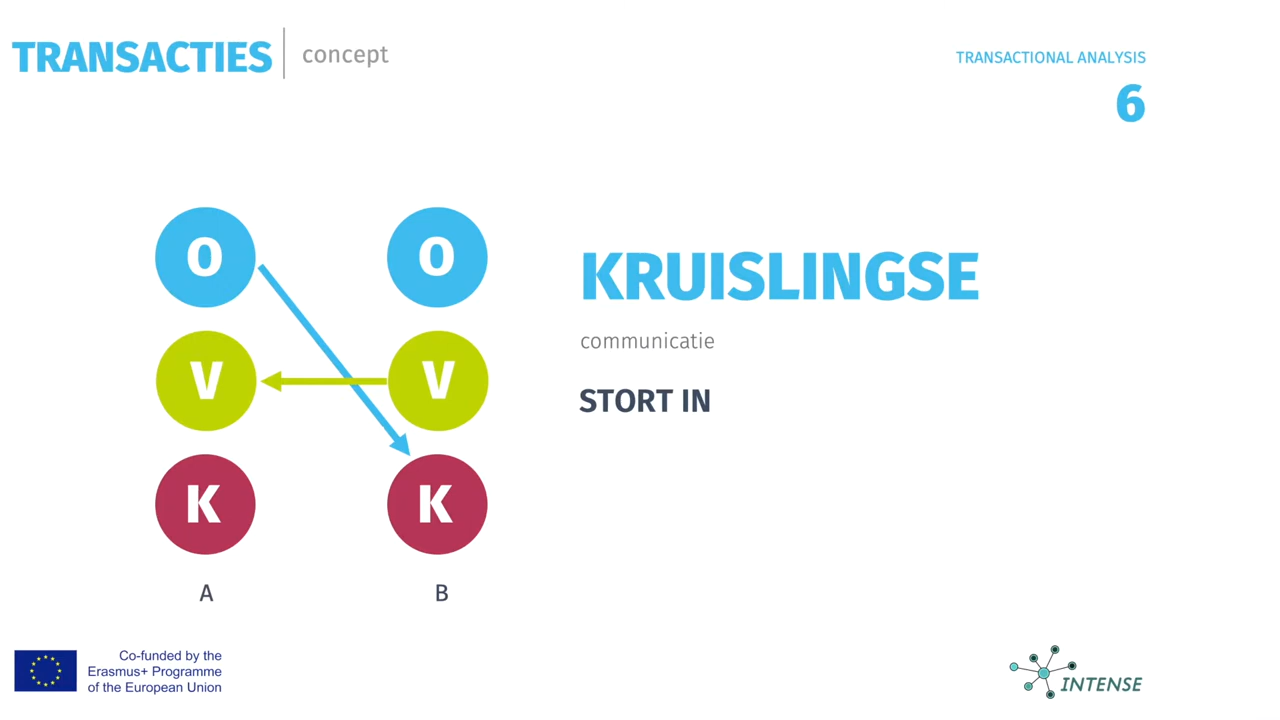 TRANSACTIES
concept
TRANSACTIONAL ANALYSIS
6
O
O
V
V
K
K
A
B
KRUISLINGSE
communicatie
STORT IN
Co-funded by the
Erasmus+ Programme
of the European Union
INTENSE